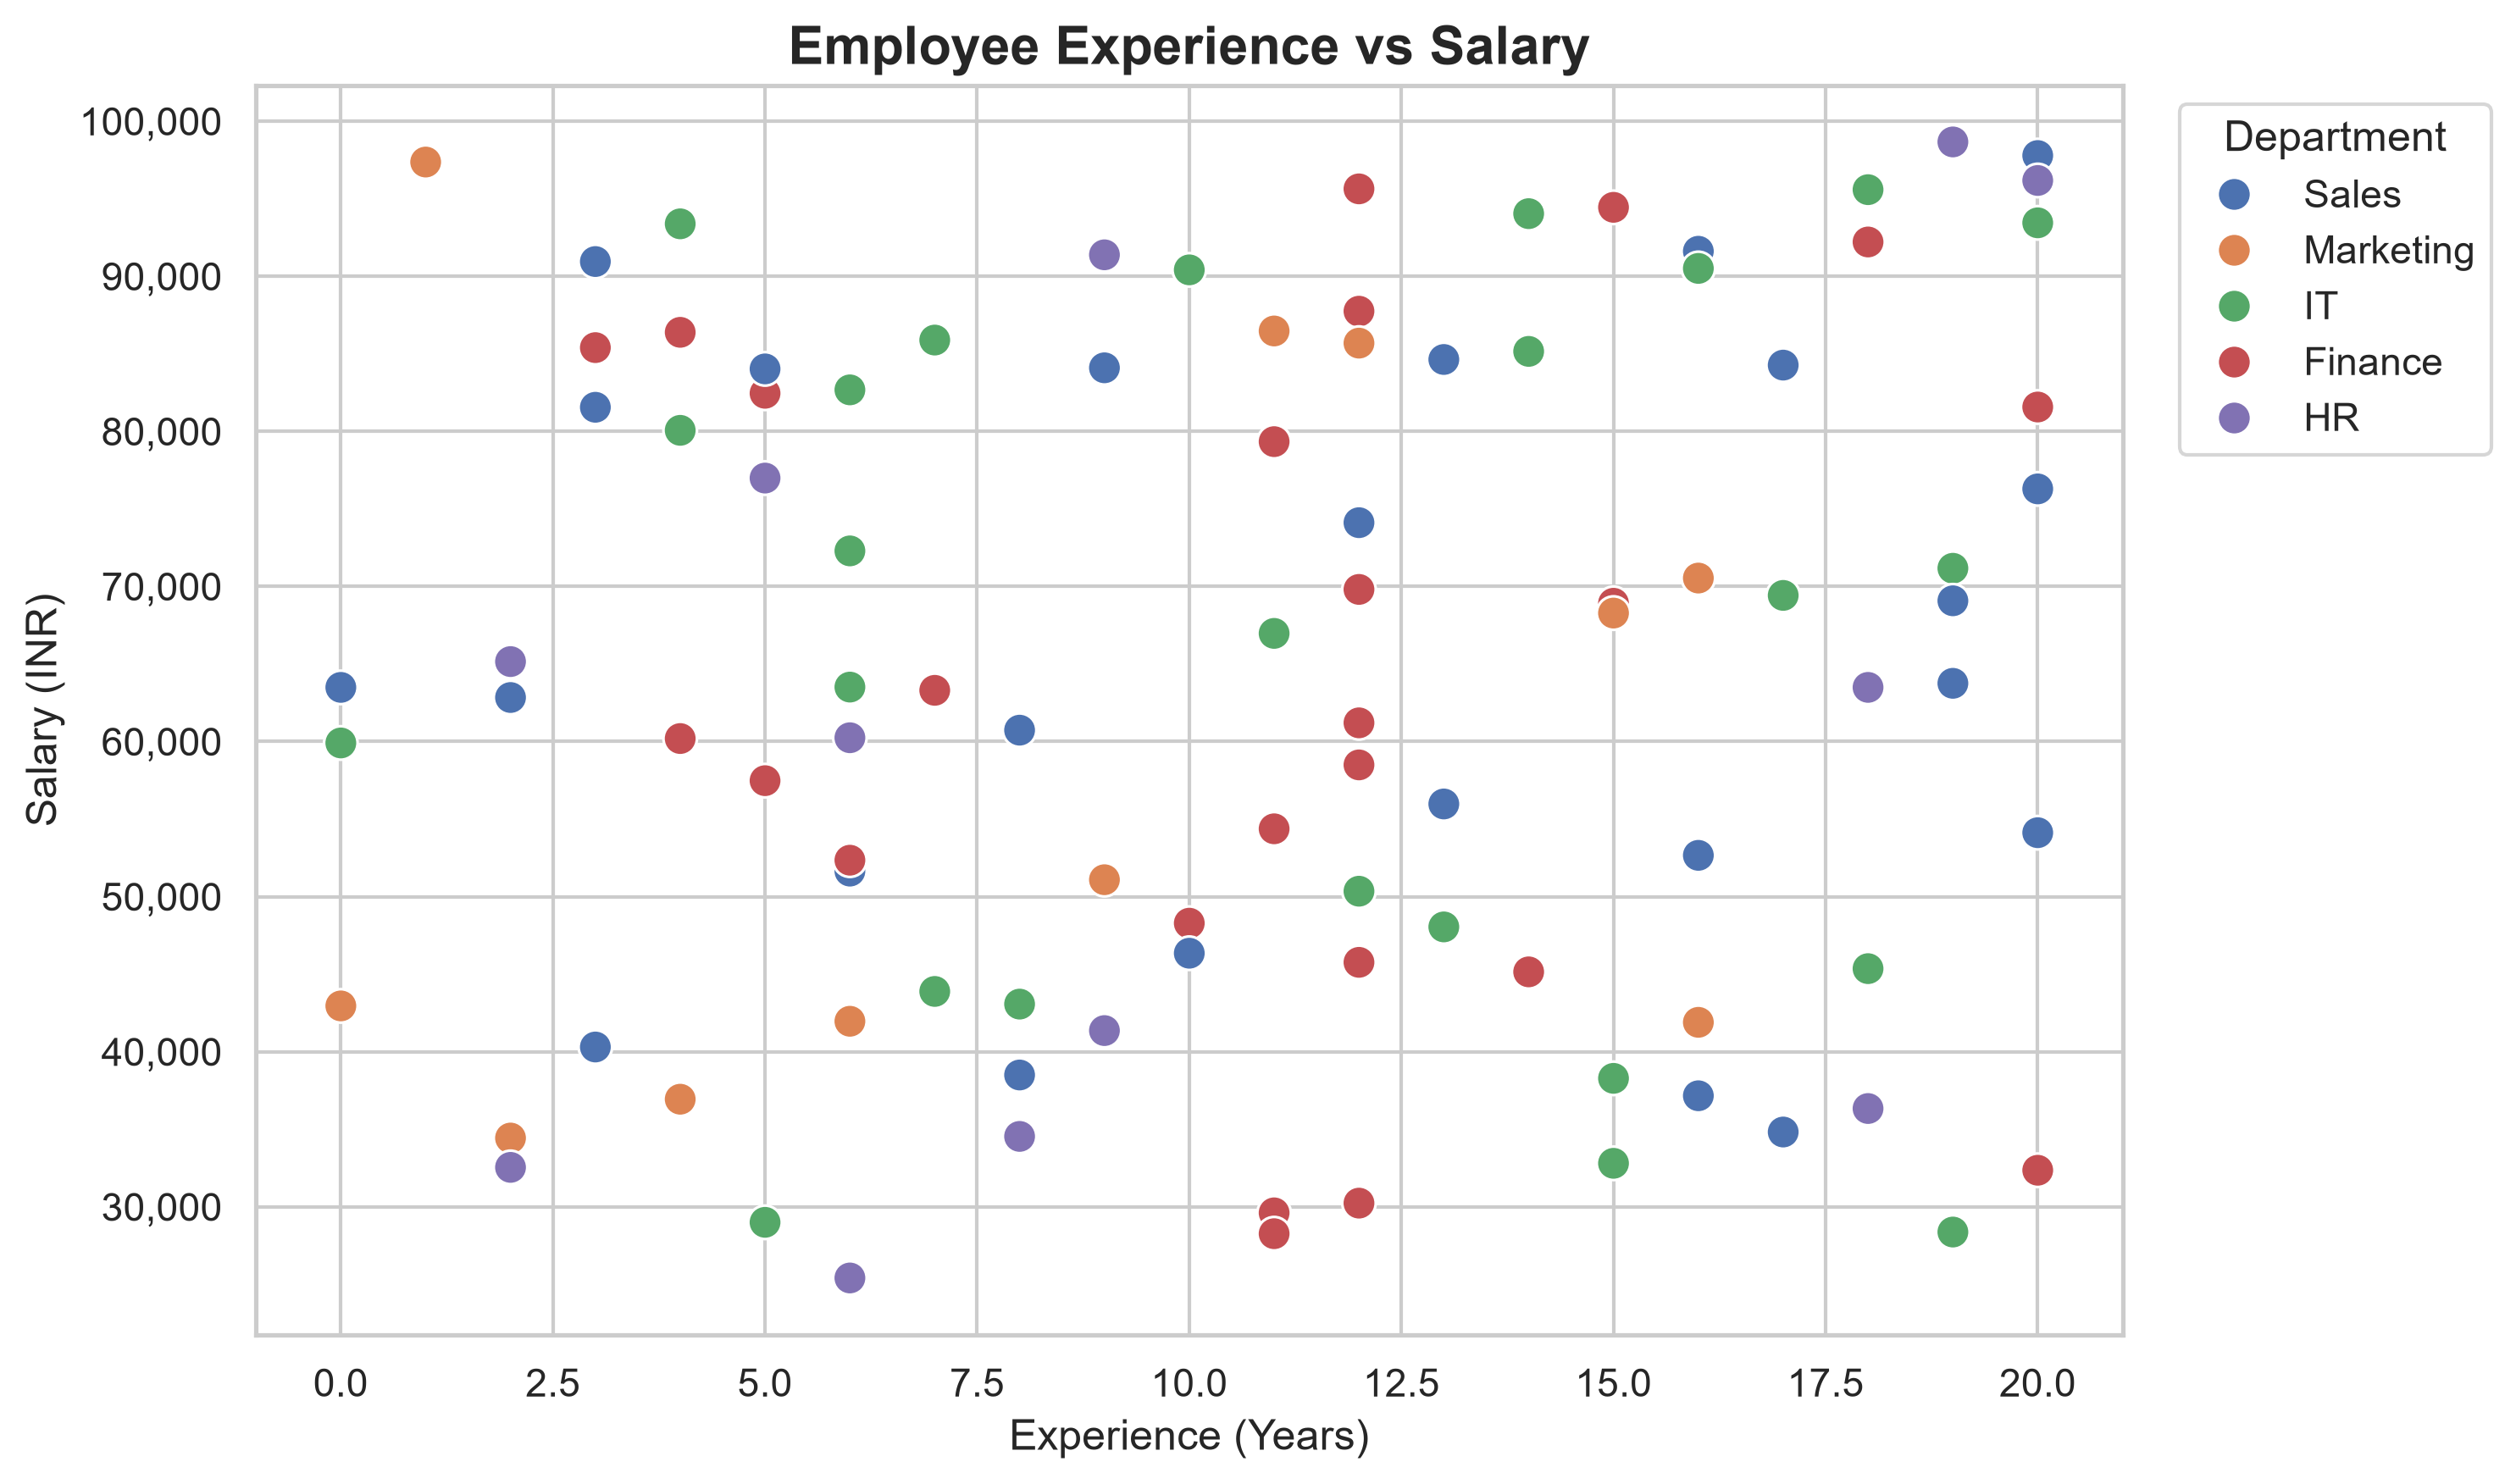 Employee Experience vs Salary
100,000
90,000
80,000
70,000
60,000
50,000
40,000
30,000
Salary (INR)
0.0 2.5 5.0 7.5 10.0 12.5 15.0 17.5 20.0
Experience (Years)
Department
Sales
Marketing
IT
Finance
HR